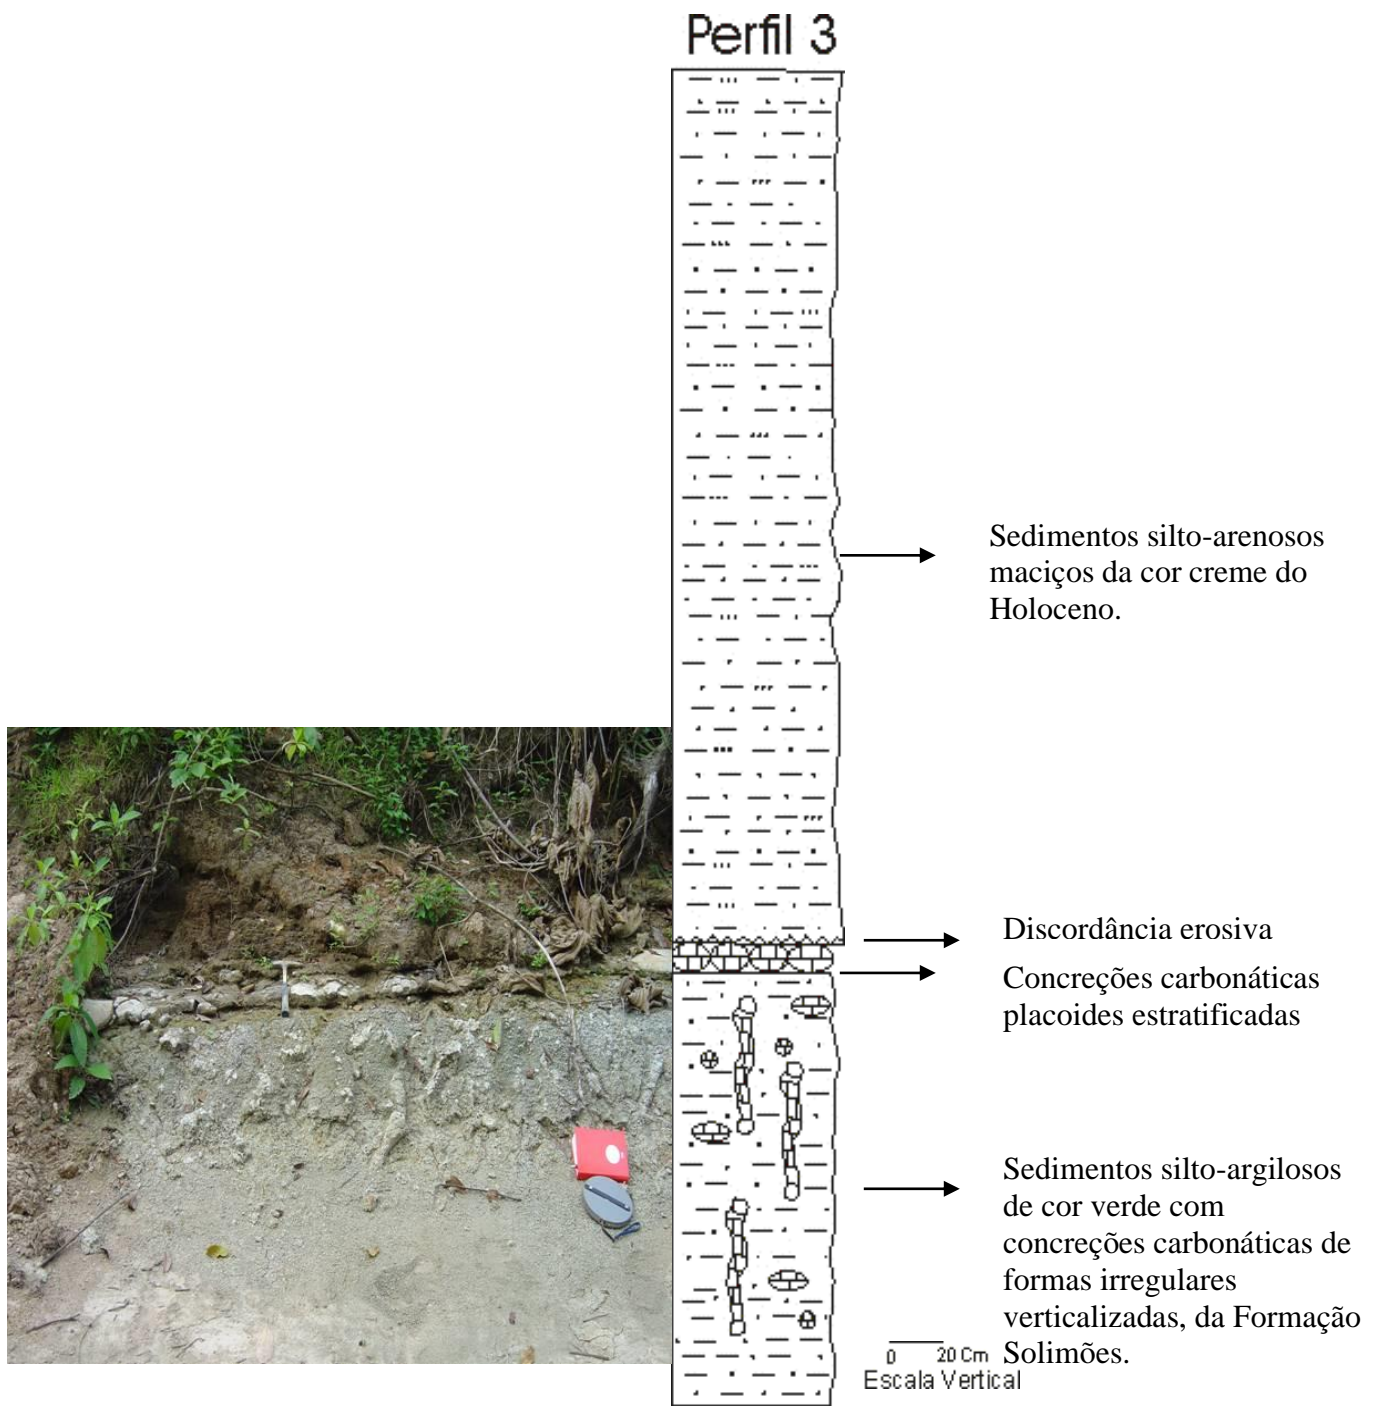 Perfil 3
Sedimentos silto-arenosos
maciços da cor creme do
Holoceno.
Discordância erosiva
Concreções carbonáticas
placoides estratificadas
Sedimentos silto-argilosos
de cor verde com
concreções carbonáticas de
formas irregulares
verticalizadas, da Formação
Solimões.
0 20 Cm
Escala Vertical